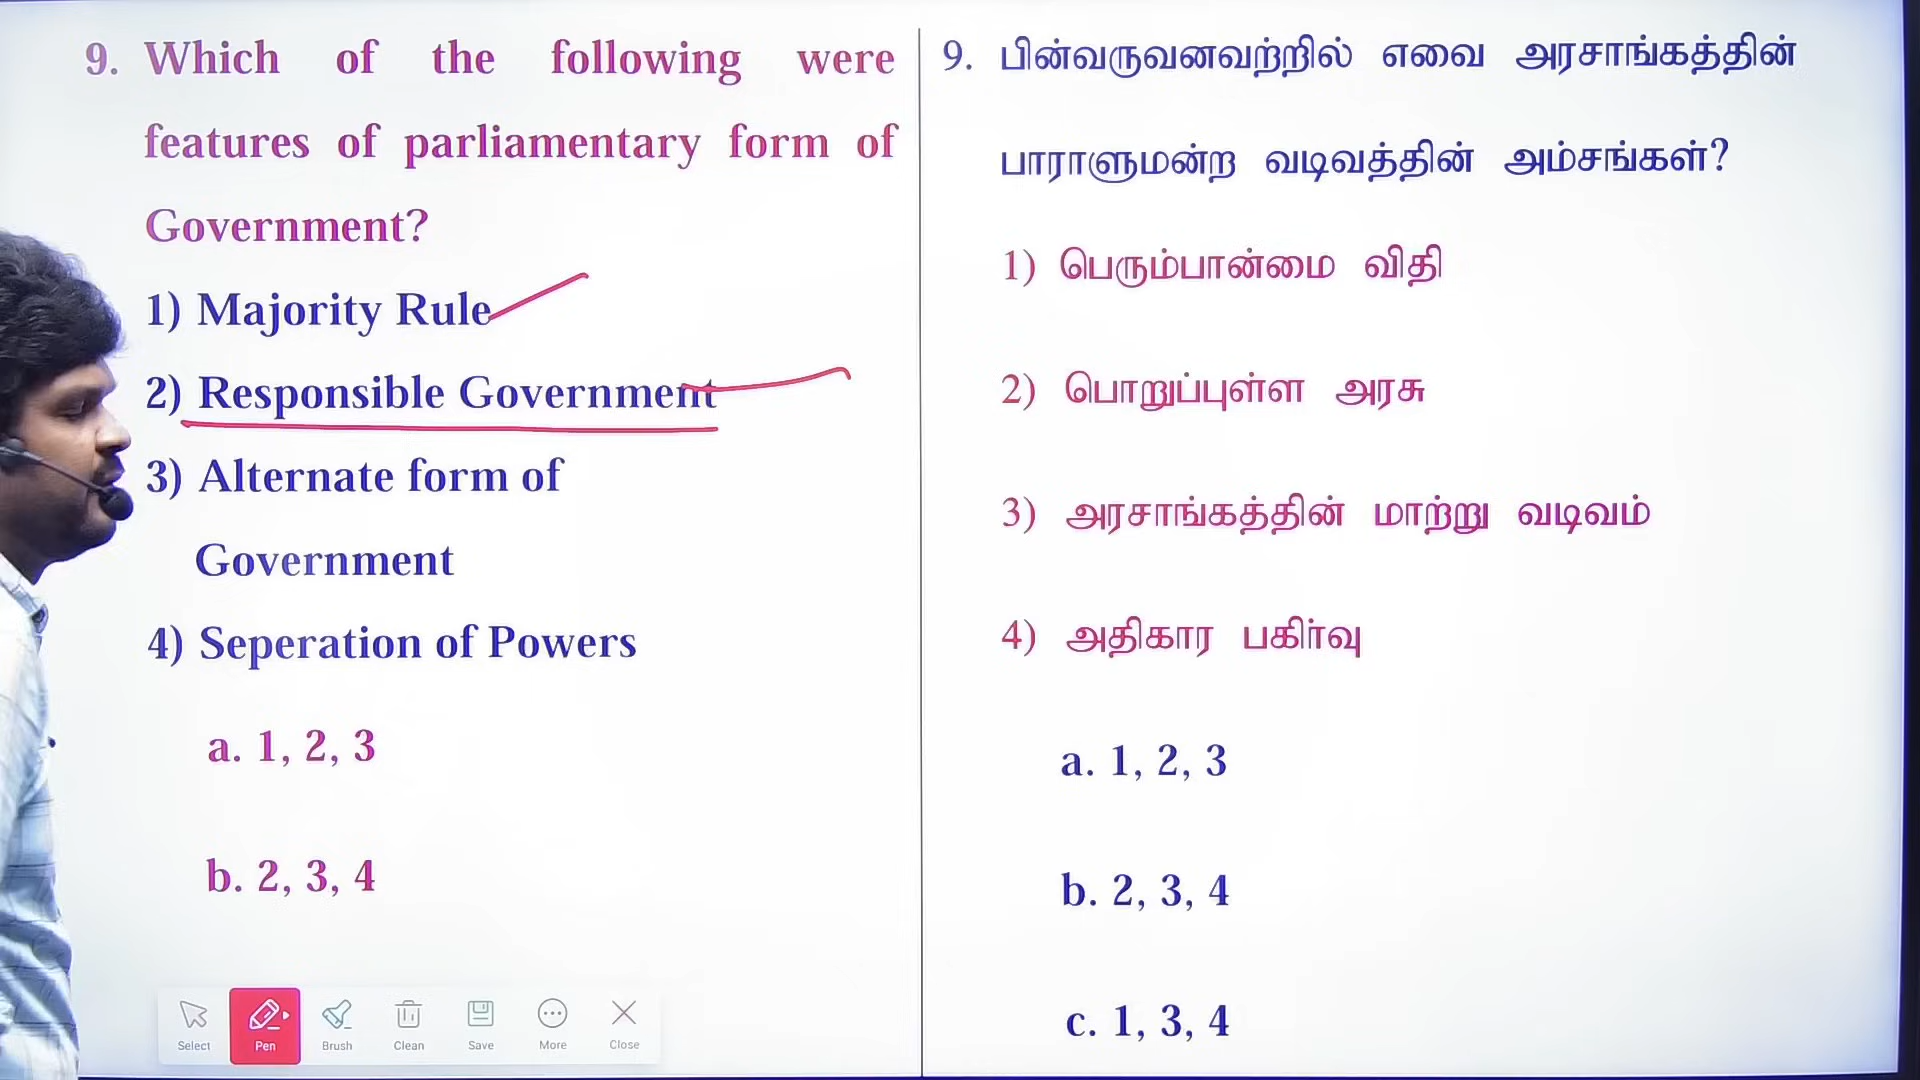 9. Which of the following were
features of parliamentary form of
Government?
1) Majority Rule
2) Responsible Government
3) Alternate form of
Government
4) Seperation of Powers
a. 1, 2, 3
b. 2, 3, 4
9. பின்வருவனவற்றில் எவை அரசாங்கத்தின்
பாராளுமன்ற வடிவத்தின் அம்சங்கள்?
1) பெரும்பான்மை விதி
2) பொறுப்புள்ள அரசு
3) அரசாங்கத்தின் மாற்று வடிவம்
4) அதிகார பகிர்வு
a. 1, 2, 3
b. 2, 3, 4
c. 1, 3, 4
Select Pen Brush Clean Save More Close